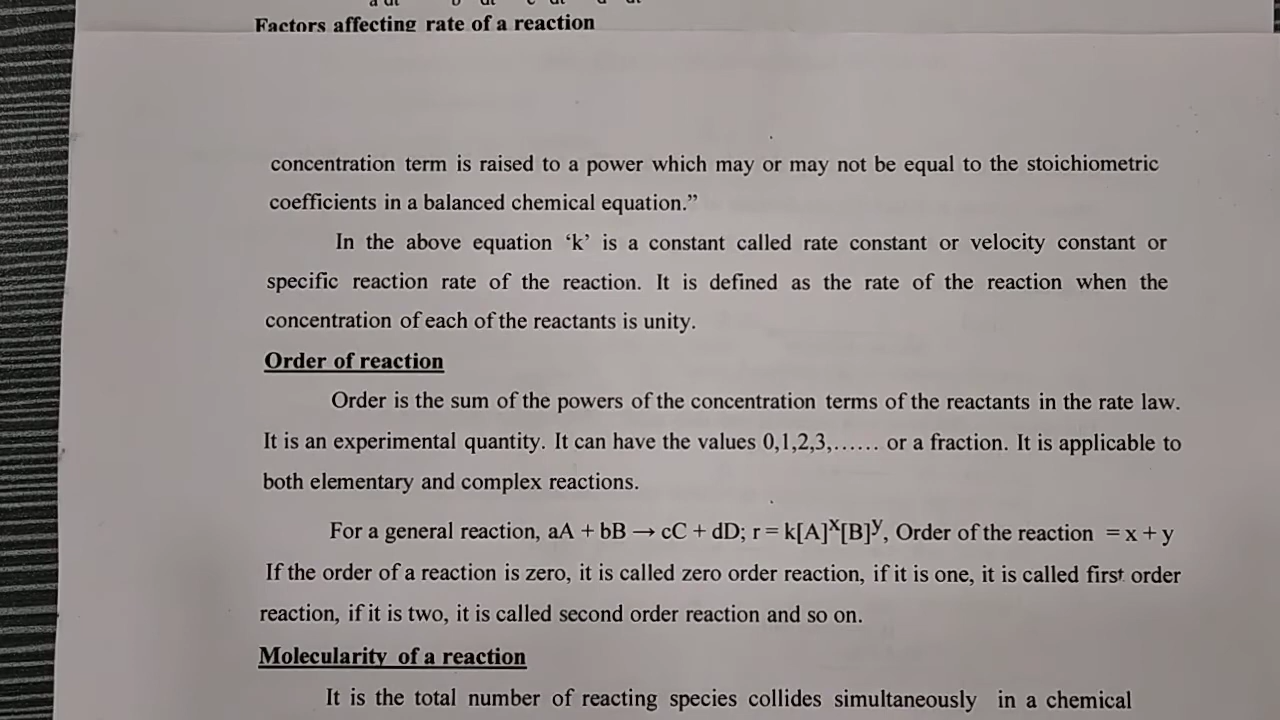 Factors affecting rate of a reaction
concentration term is raised to a power which may or may not be equal to the stoichiometric
coefficients in a balanced chemical equation.”
In the above equation ‘k’ is a constant called rate constant or velocity constant or
specific reaction rate of the reaction. It is defined as the rate of the reaction when the
concentration of each of the reactants is unity.
Order of reaction
Order is the sum of the powers of the concentration terms of the reactants in the rate law.
It is an experimental quantity. It can have the values 0,1,2,3,…… or a fraction. It is applicable to
both elementary and complex reactions.
For a general reaction, aA + bB → cC + dD; r = k[A]ˣ[B]ʸ, Order of the reaction = x + y
If the order of a reaction is zero, it is called zero order reaction, if it is one, it is called first order
reaction, if it is two, it is called second order reaction and so on.
Molecularity of a reaction
It is the total number of reacting species collides simultaneously in a chemical